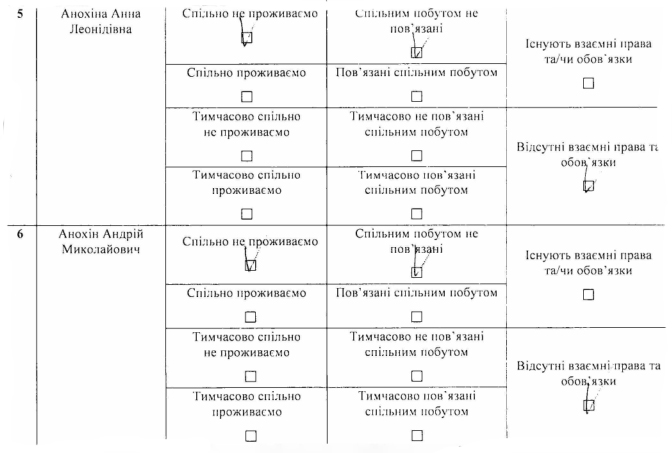 5
Анохіна Анна
Леонідівна
Спільно не проживаємо
Спільним побутом не
пов’язані
Існують взаємні права
та/чи обов’язки
Спільно проживаємо
Пов’язані спільним побутом
Тимчасово спільно
не проживаємо
Тимчасово не пов’язані
спільним побутом
Відсутні взаємні права та
обов’язки
Тимчасово спільно
проживаємо
Тимчасово пов’язані
спільним побутом
6
Анохін Андрій
Миколайович
Спільно не проживаємо
Спільним побутом не
пов’язані
Існують взаємні права
та/чи обов’язки
Спільно проживаємо
Пов’язані спільним побутом
Тимчасово спільно
не проживаємо
Тимчасово не пов’язані
спільним побутом
Відсутні взаємні права та
обов’язки
Тимчасово спільно
проживаємо
Тимчасово пов’язані
спільним побутом